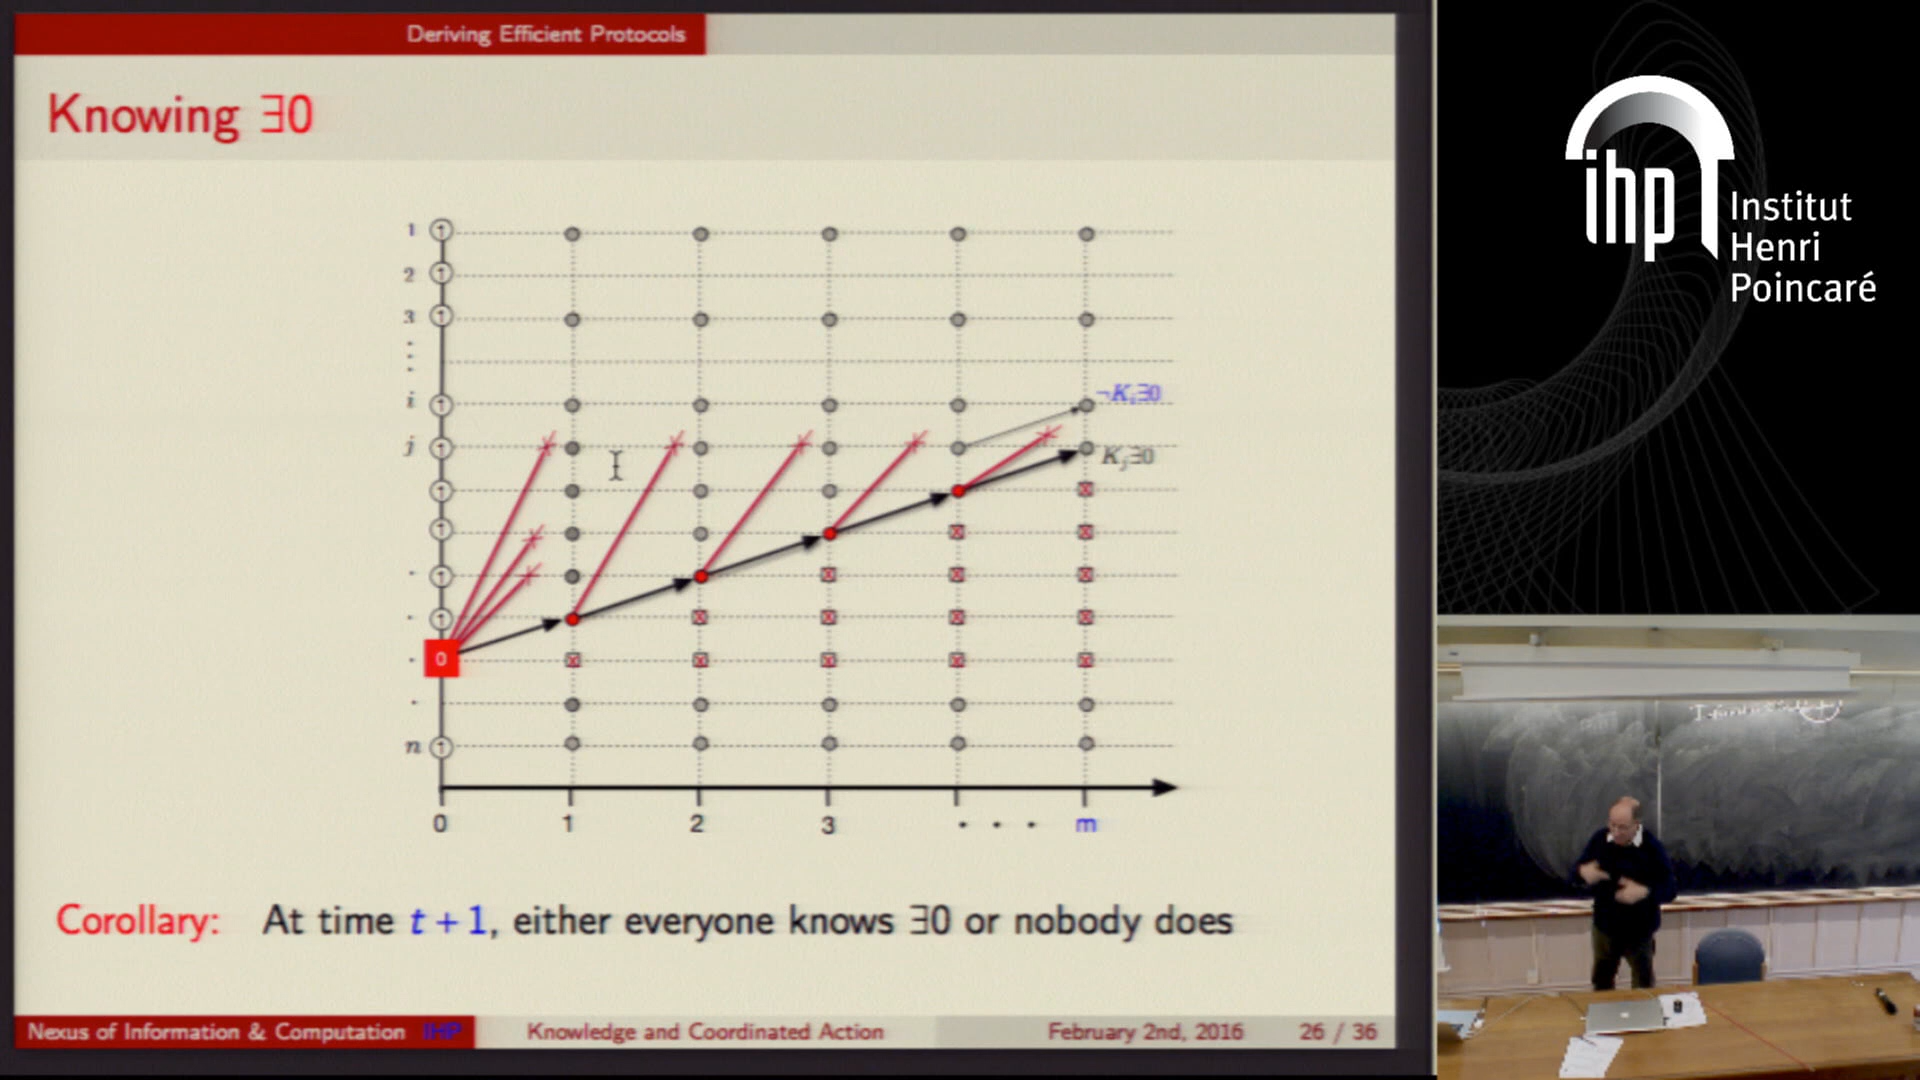 Deriving Efficient Protocols
Knowing ∃0
1
2
3
i
¬Kᵢ∃0
j
Kⱼ∃0
0
n
0 1 2 3 . . . m
Corollary: At time t + 1, either everyone knows ∃0 or nobody does
Nexus of Information & Computation IHP Knowledge and Coordinated Action February 2nd, 2016 26 / 36
ihp
Institut
Henri
Poincaré